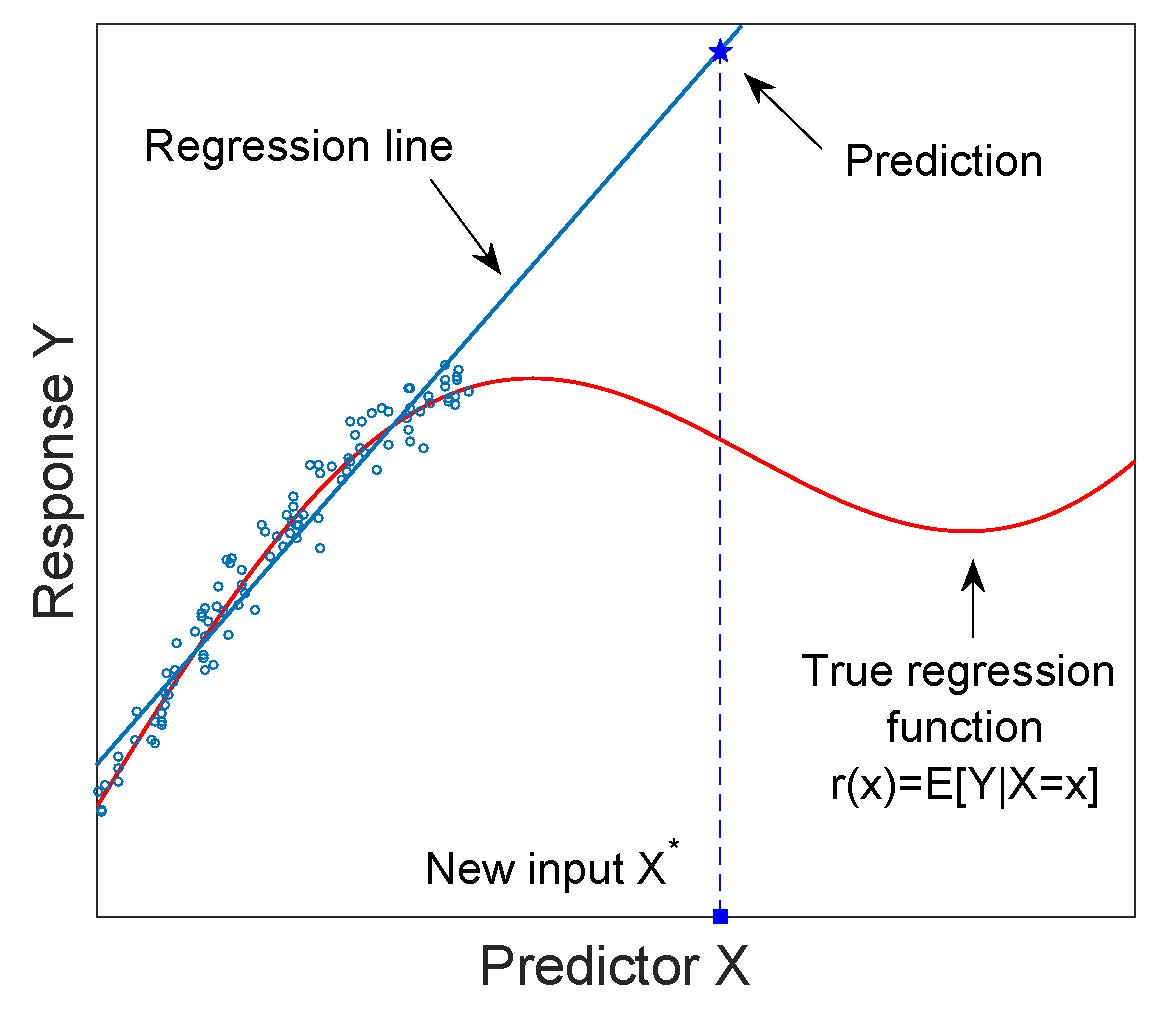 Regression line
Prediction
Response Y
True regression
function
r(x)=E[Y|X=x]
New input X*
Predictor X